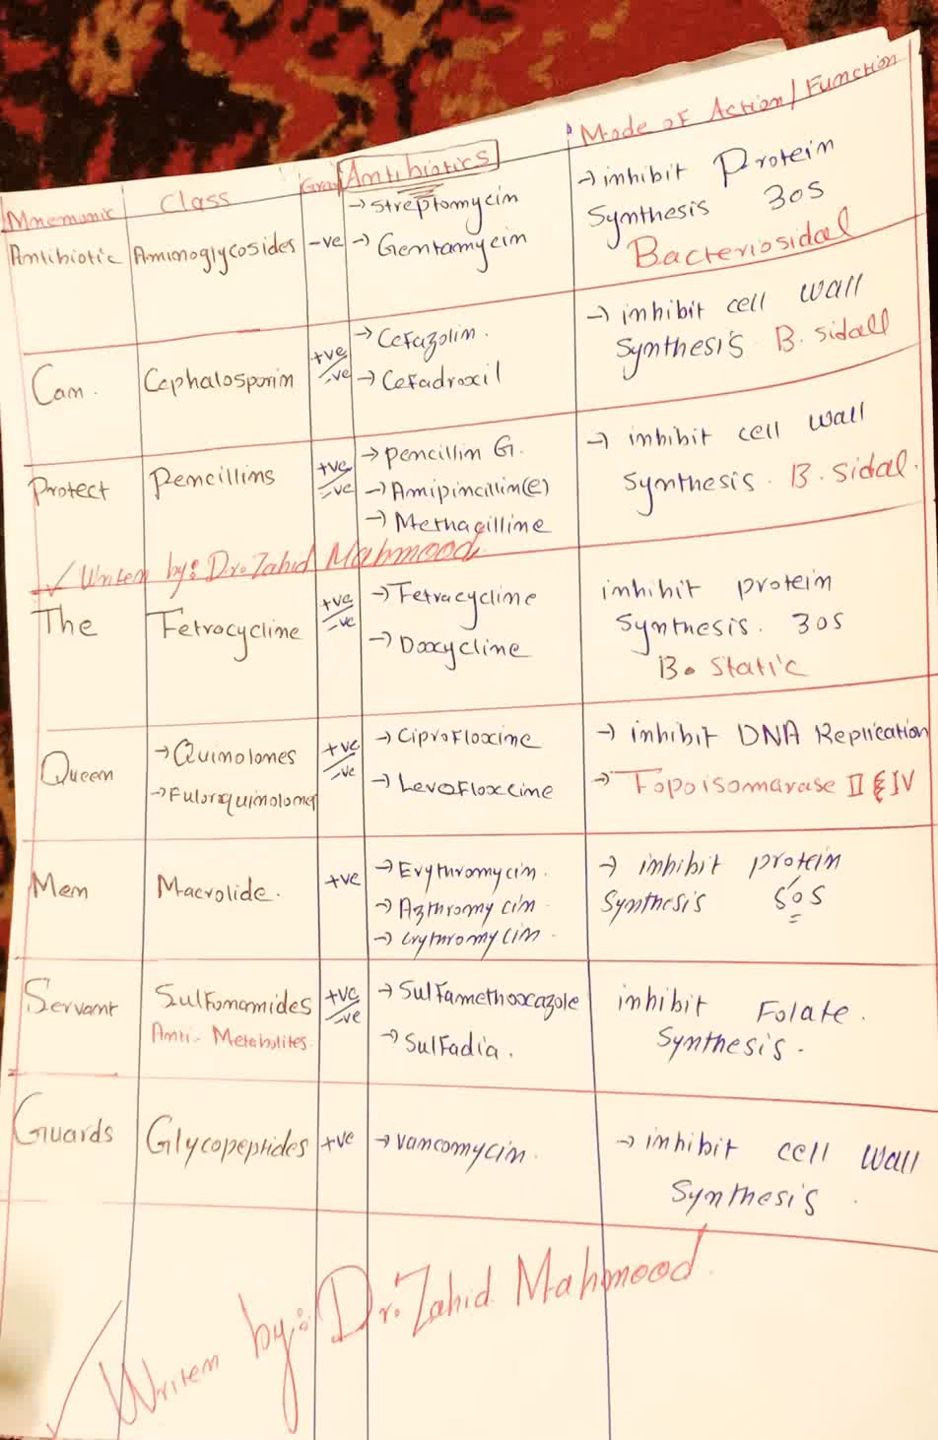 Mnemonic Class Gram Antibiotics Mode of Action/Function
Antibiotic Aminoglycosides -ve → Streptomycin → inhibit Protein
→ Gentamycin Synthesis 30S
Bacteriosidal
Can. Cephalosporin +ve/-ve → Cefazolin. → inhibit cell wall
→ Cefadroxil Synthesis B. sidall
Protect Pencillins +ve/-ve → pencillin G. → inhibit cell wall
→ Amipincillin(e) Synthesis. B. Sidal.
→ Methacilline
✓ Writen by: Dr. Zahid Mahmood
The Tetrocycline +ve/-ve → Tetracycline inhibit protein
→ Doxycline Synthesis. 30S
B. Static
Queen → Quinolones +ve/-ve → Ciprofloxcine → inhibit DNA Replication
→ Fuloroquinolones → Levofloxcine → Topoisomarase II & IV
Men Macrolide. +ve → Erythromycin. → inhibit protein
→ Azthromycin. Synthesis 50S
→ Crythromycin.
Servant Sulfonamides +ve/-ve → Sulfamethoxazole inhibit Folate.
Anti-Metabolites. → Sulfadia. Synthesis.
Guards Glycopeptides +ve → vancomycin. → inhibit cell wall
Synthesis.
Writen by: Dr. Zahid Mahmood